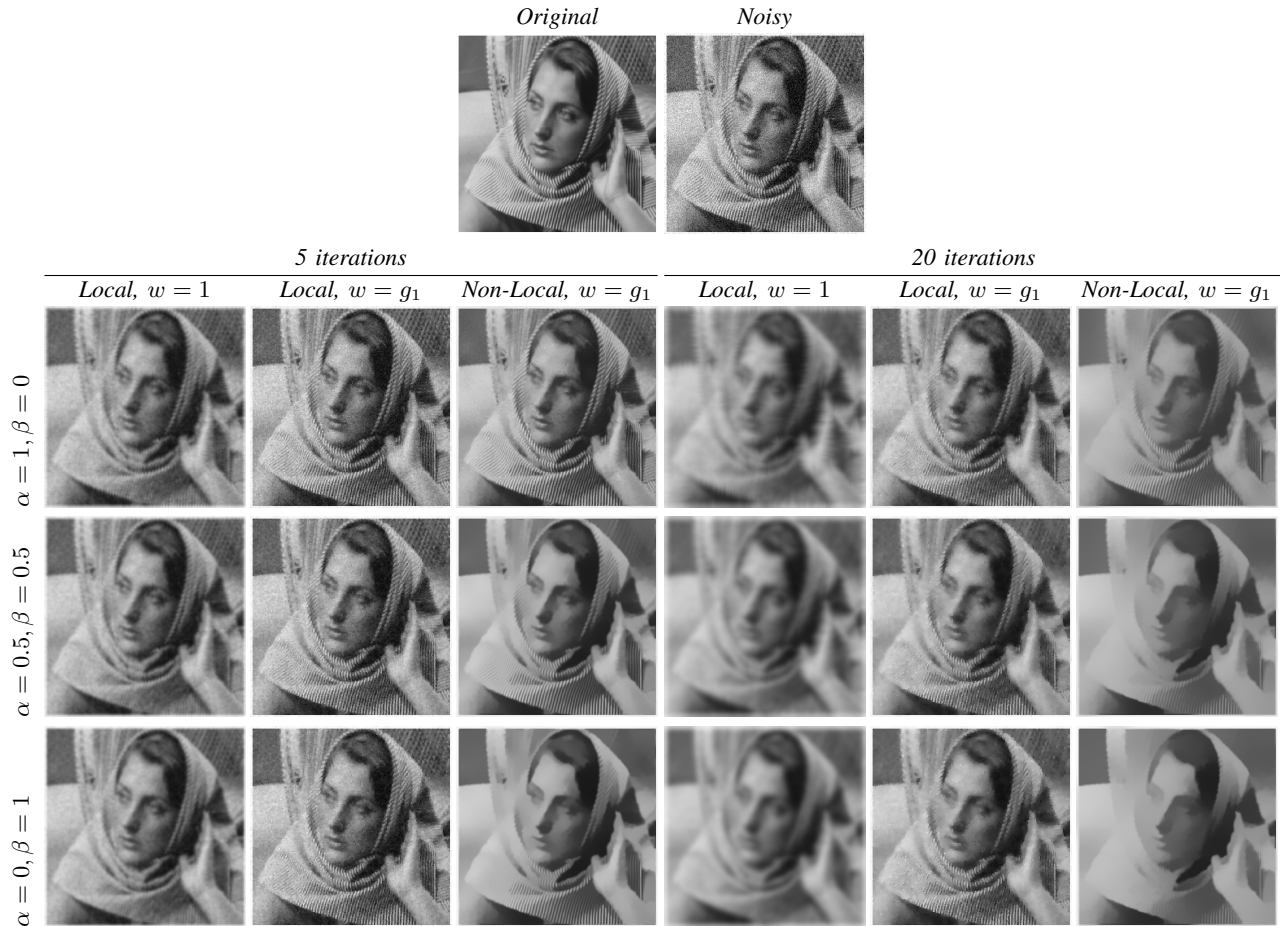 Original Noisy
5 iterations 20 iterations
Local, w = 1 Local, w = g₁ Non-Local, w = g₁ Local, w = 1 Local, w = g₁ Non-Local, w = g₁
α = 1, β = 0
α = 0.5, β = 0.5
α = 0, β = 1